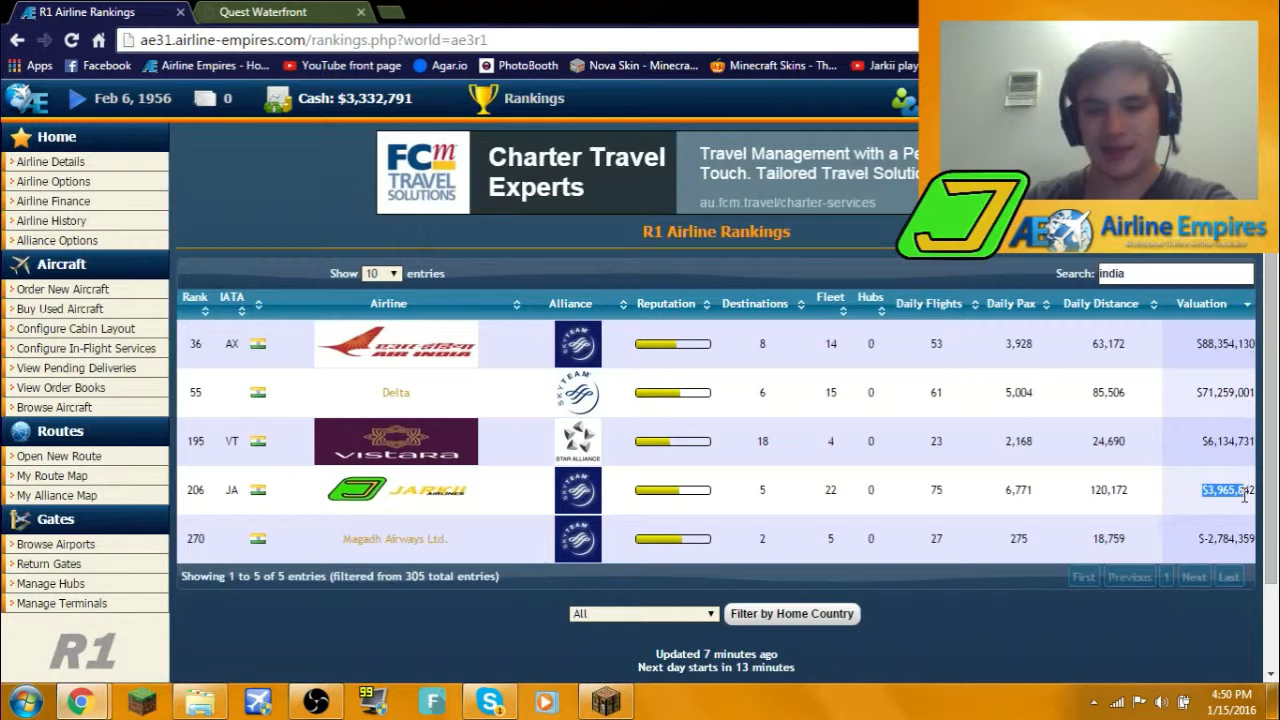 R1 Airline Rankings
Quest Waterfront
ae31.airline-empires.com/rankings.php?world=ae3r1
Apps Facebook Airline Empires - Ho... YouTube front page Agar.io PhotoBooth Nova Skin - Minecra... Minecraft Skins - Th... Jarkii play
AE Feb 6, 1956 0 Cash: $3,332,791 Rankings
Home
Airline Details
Airline Options
Airline Finance
Airline History
Alliance Options
Aircraft
Order New Aircraft
Buy Used Aircraft
Configure Cabin Layout
Configure In-Flight Services
View Pending Deliveries
View Order Books
Browse Aircraft
Routes
Open New Route
My Route Map
My Alliance Map
Gates
Browse Airports
Return Gates
Manage Hubs
Manage Terminals
R1
FCm
TRAVEL
SOLUTIONS
Charter Travel
Experts
Travel Management with a Pe
Touch. Tailored Travel Soluti
au.fcm.travel/charter-services
J
AE Airline Empires
R1 Airline Rankings
Show 10 entries
Search: india
Rank IATA Airline Alliance Reputation Destinations Fleet Hubs Daily Flights Daily Pax Daily Distance Valuation
36 AX AIR INDIA SKYTEAM 8 14 0 53 3,928 63,172 $88,354,130
55 Delta SKYTEAM 6 15 0 61 5,004 85,506 $71,259,001
195 VT VISTARA STAR ALLIANCE 18 4 0 23 2,168 24,690 $6,134,731
206 JA J JARKII AIRLINES SKYTEAM 5 22 0 75 6,771 120,172 $3,965,542
270 Magadh Airways Ltd. SKYTEAM 2 5 0 27 275 18,759 $-2,784,359
Showing 1 to 5 of 5 entries (filtered from 305 total entries)
First Previous 1 Next Last
All Filter by Home Country
Updated 7 minutes ago
Next day starts in 13 minutes
99
F
4:50 PM
1/15/2016